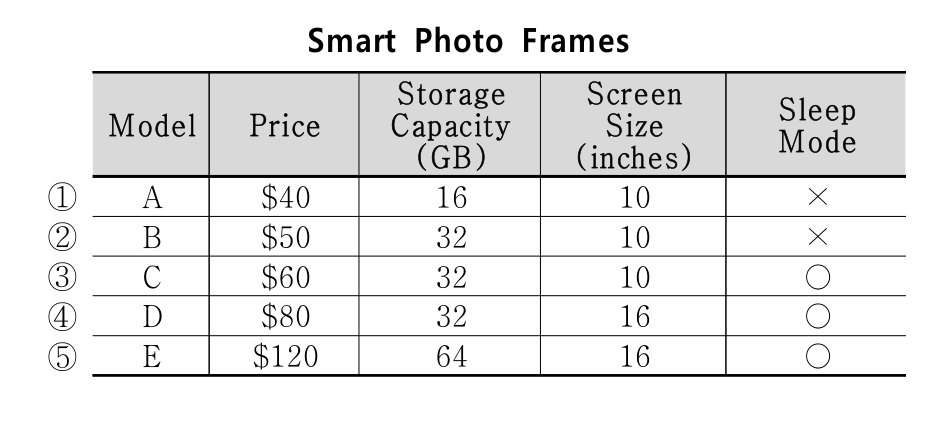 Smart Photo Frames
Model Price Storage Capacity (GB) Screen Size (inches) Sleep Mode
① A $40 16 10 ×
② B $50 32 10 ×
③ C $60 32 10 ○
④ D $80 32 16 ○
⑤ E $120 64 16 ○